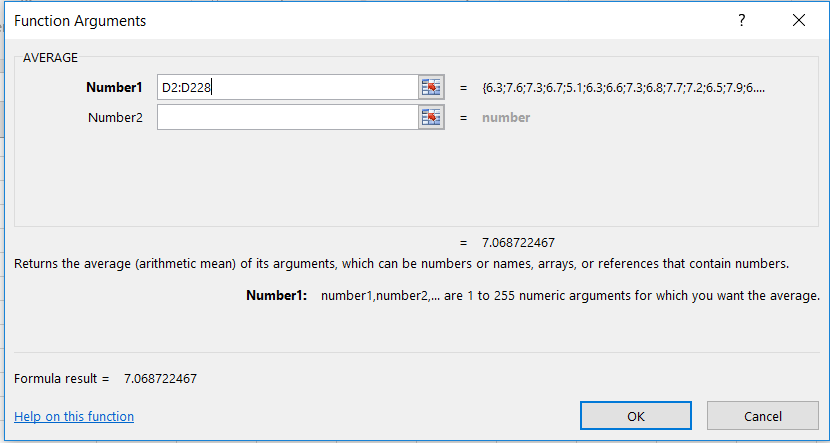 Function Arguments ? ×
AVERAGE
Number1 D2:D228 = {6.3;7.6;7.3;6.7;5.1;6.3;6.6;7.3;6.8;7.7;7.2;6.5;7.9;6....
Number2 = number
= 7.068722467
Returns the average (arithmetic mean) of its arguments, which can be numbers or names, arrays, or references that contain numbers.
Number1: number1,number2,... are 1 to 255 numeric arguments for which you want the average.
Formula result = 7.068722467
Help on this function OK Cancel